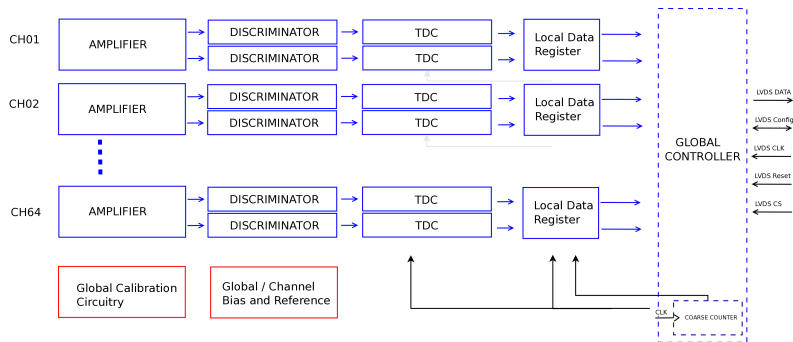 CH01
AMPLIFIER
DISCRIMINATOR
TDC
DISCRIMINATOR
TDC
Local Data
Register
CH02
AMPLIFIER
DISCRIMINATOR
TDC
DISCRIMINATOR
TDC
Local Data
Register
CH64
AMPLIFIER
DISCRIMINATOR
TDC
DISCRIMINATOR
TDC
Local Data
Register
GLOBAL
CONTROLLER
LVDS DATA
LVDS Config
LVDS CLK
LVDS Reset
LVDS CS
Global Calibration
Circuitry
Global / Channel
Bias and Reference
CLK
COARSE COUNTER